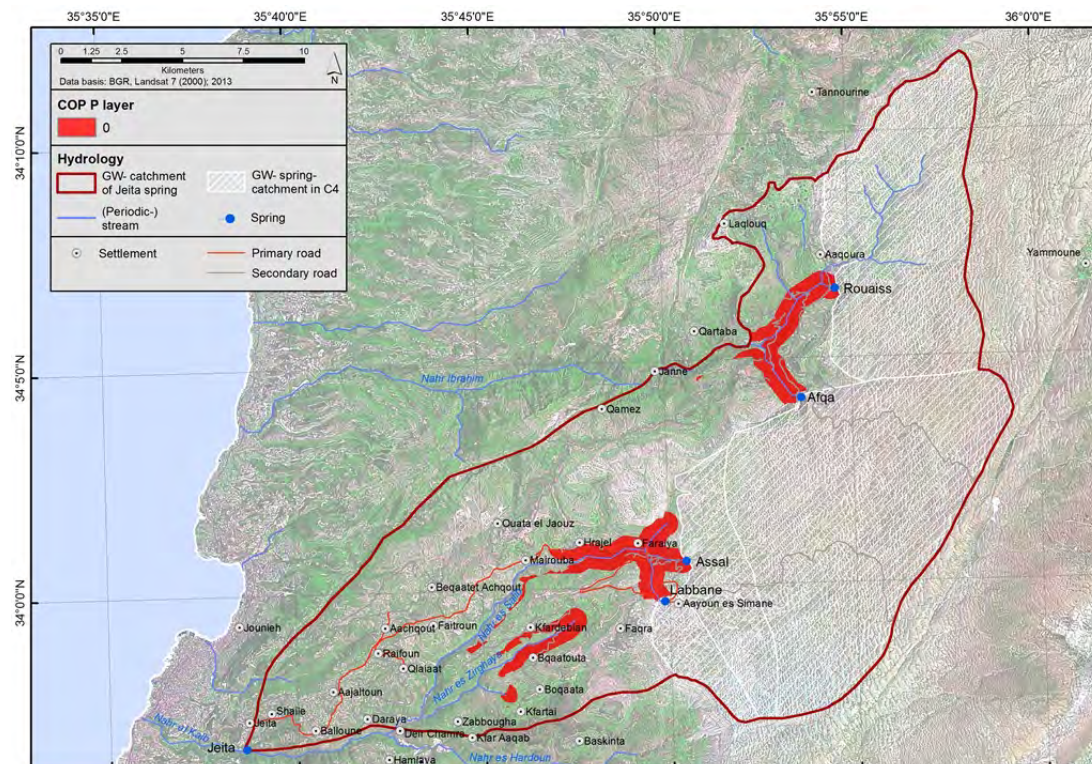 35°35'0"E
35°40'0"E
35°45'0"E
35°50'0"E
35°55'0"E
36°0'0"E
34°10'0"N
34°5'0"N
34°0'0"N
0 1.25 2.5 5 7.5 10
Kilometers
N
Data basis: BGR, Landsat 7 (2000); 2013
COP P layer
0
Hydrology
GW- catchment
of Jeita spring
GW- spring-
catchment in C4
(Periodic-)
stream
Spring
Settlement
Primary road
Secondary road
Tannourine
Laqlouq
Aaqoura
Yammoune
Rouaiss
Qartaba
Janne
Nahr Ibrahim
Afqa
Qamez
Ouata el Jaouz
Hrajel
Faraiya
Mairouba
Assal
Beqaatet Achqout
Labbane
Aayoun es Simane
Nahr es Salib
Jounieh
Aachqout
Faitroun
Kfardebian
Faqra
Raifoun
Qlaiaat
Bqaatouta
Nahr es Zirghaya
Aajaltoun
Boqaata
Shaile
Kfartai
Jeita
Daraya
Zabbougha
Nahr el Kalb
Balloune
Deir Chamra
Kfar Aaqab
Baskinta
Jeita
Hamlaya
Nahr es Hardoun